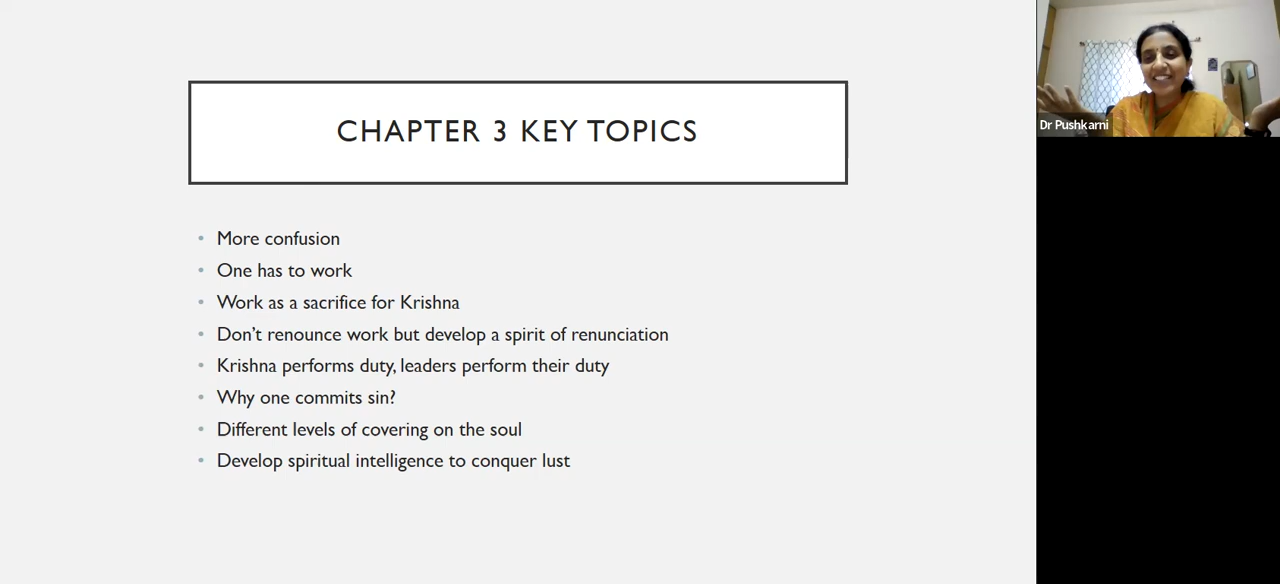 CHAPTER 3 KEY TOPICS
• More confusion
• One has to work
• Work as a sacrifice for Krishna
• Don't renounce work but develop a spirit of renunciation
• Krishna performs duty, leaders perform their duty
• Why one commits sin?
• Different levels of covering on the soul
• Develop spiritual intelligence to conquer lust
Dr Pushkarni